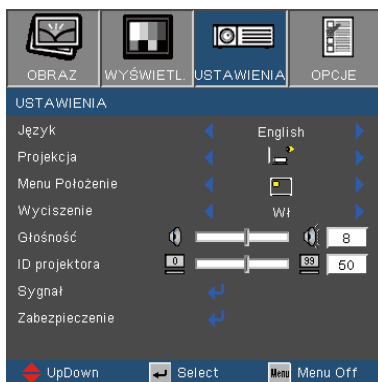 OBRAZ WYŚWIETL. USTAWIENIA OPCJE
USTAWIENIA
Język English
Projekcja
Menu Położenie
Wyciszenie Wł
Głośność 8
ID projektora 0 99 50
Sygnał
Zabezpieczenie
UpDown Select Menu Menu Off